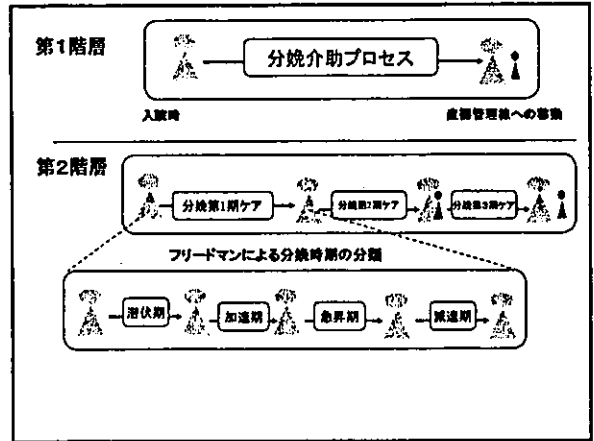 第1階層
分娩介助プロセス
入院時
産褥管理棟への移動
第2階層
分娩第1期ケア
分娩第2期ケア
分娩第3期ケア
フリードマンによる分娩時期の分類
潜伏期
加速期
急昇期
減速期